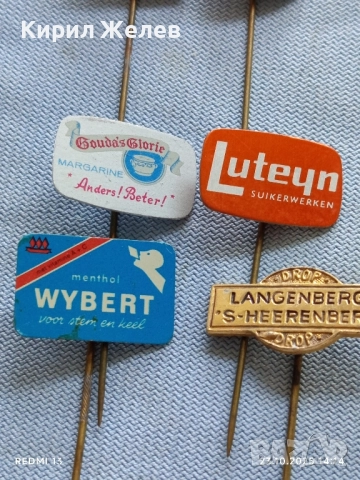 Кирил Желев
Gouda's Glorie
MARGARINE
"Anders! Beter!"
Luteyn
SUIKERWERKEN
menthol
WYBERT
voor stem en keel
DROP
LANGENBERG
'S-HEERENBERG
DROP
REDMI 13